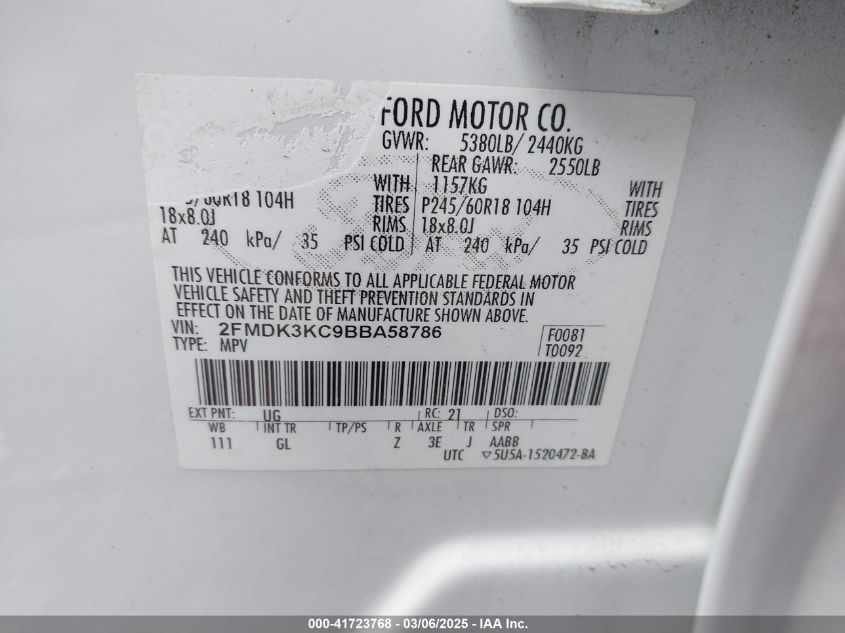 FORD MOTOR CO.
GVWR: 5380LB/ 2440KG
REAR GAWR: 2550LB
WITH 1157KG WITH
/60R18 104H TIRES P245/60R18 104H TIRES
18x8.0J RIMS 18x8.0J RIMS
AT 240 kPa/ 35 PSI COLD AT 240 kPa/ 35 PSI COLD
THIS VEHICLE CONFORMS TO ALL APPLICABLE FEDERAL MOTOR
VEHICLE SAFETY AND THEFT PREVENTION STANDARDS IN
EFFECT ON THE DATE OF MANUFACTURE SHOWN ABOVE.
VIN: 2FMDK3KC9BBA58786 F0081
TYPE: MPV T0092
EXT PNT: UG RC: 21 DSO:
WB INT TR TP/PS R AXLE TR SPR
111 GL Z 3E J AABB
UTC ▽5U5A-1520472-BA
000-41723768 - 03/06/2025 - IAA Inc.